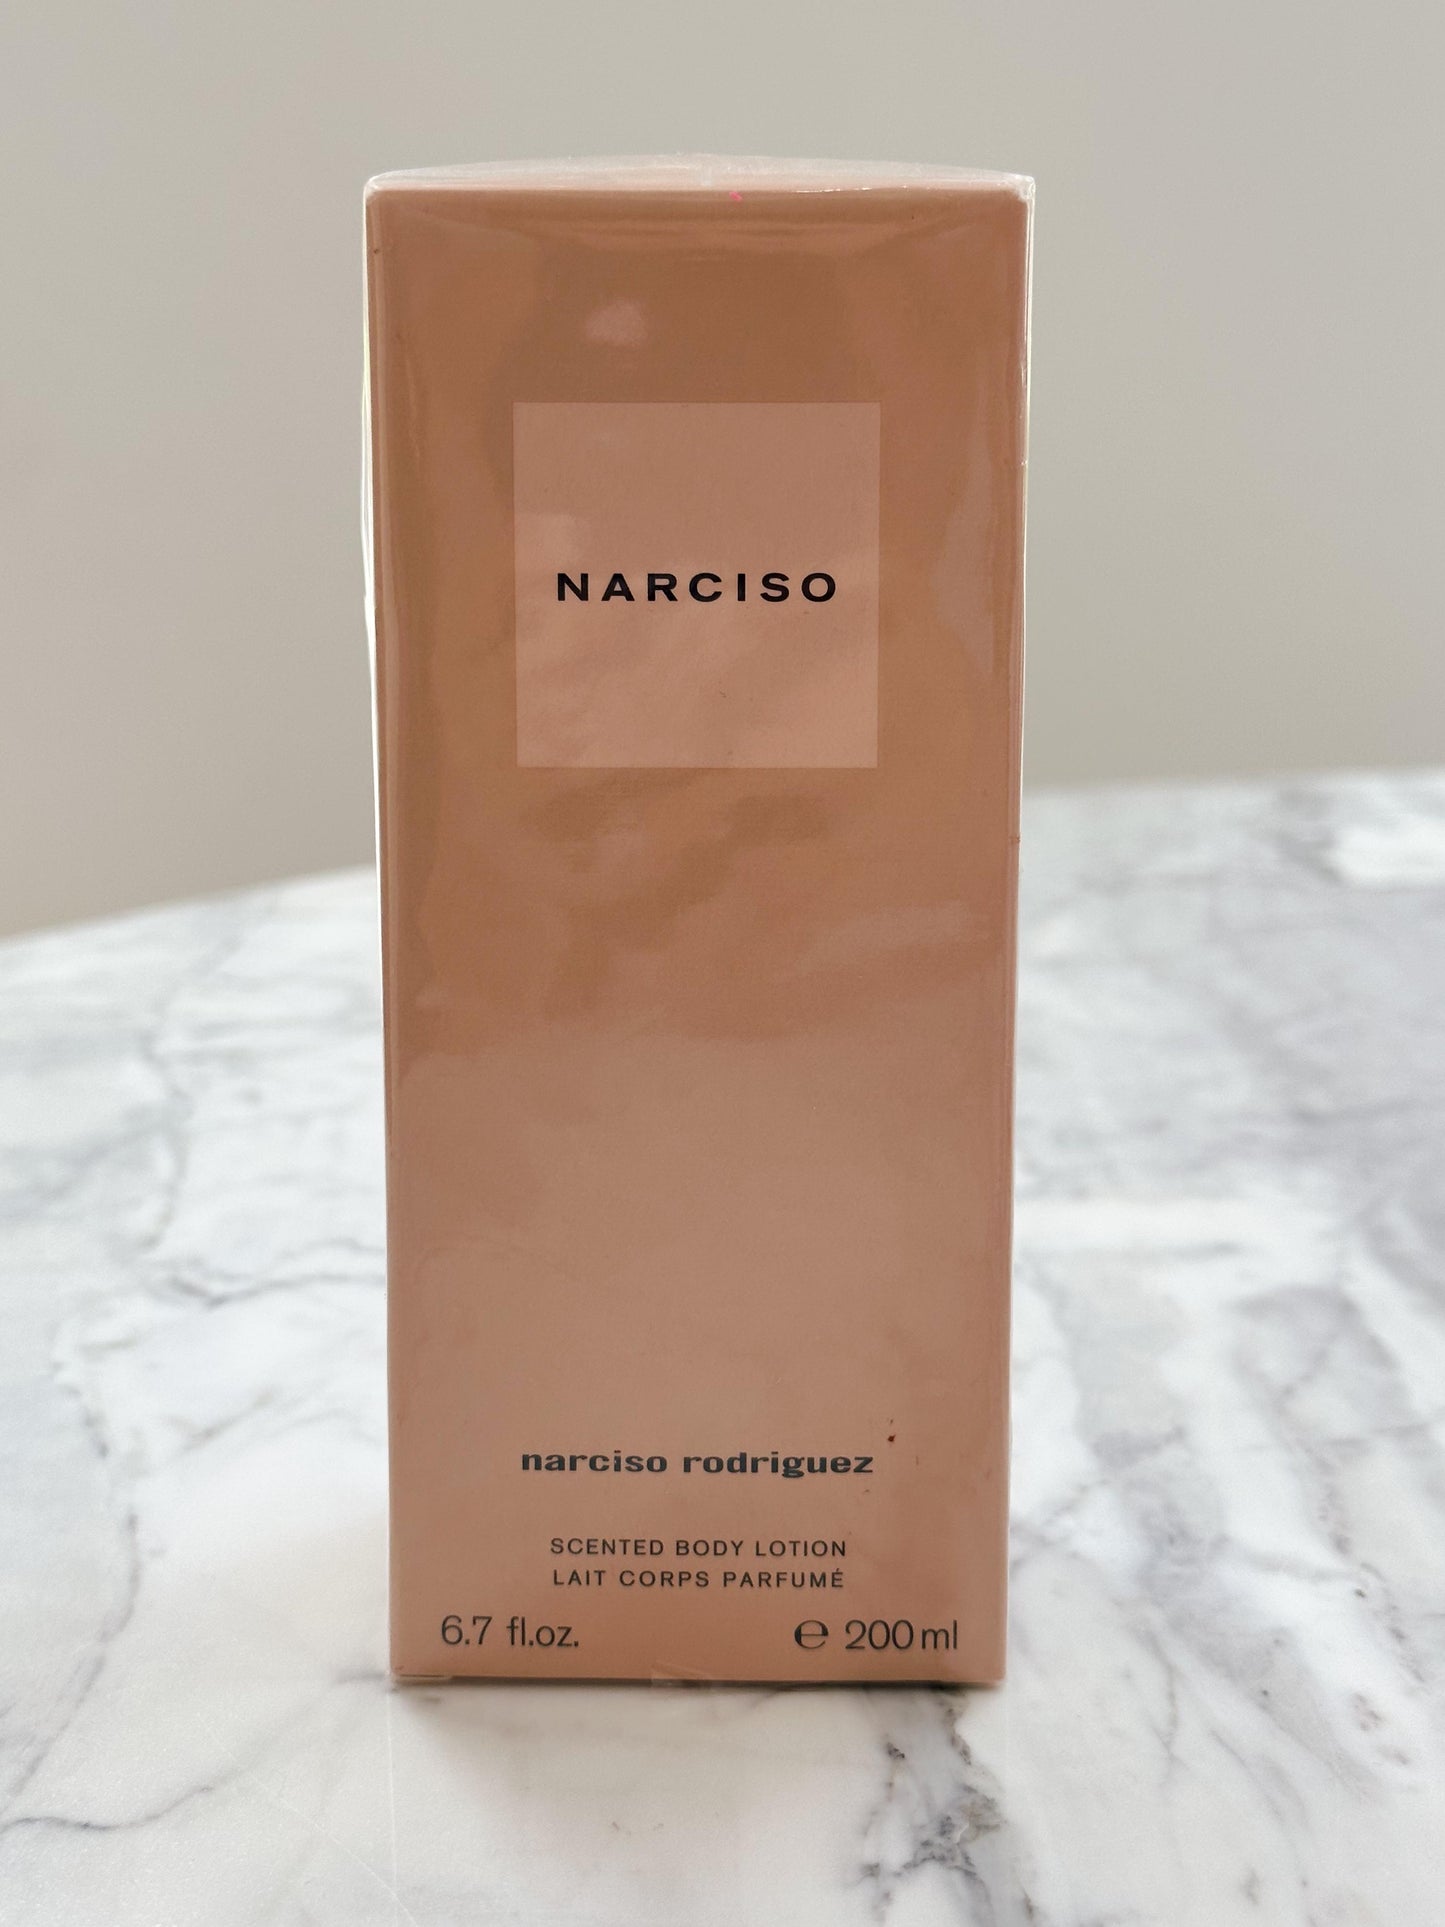 NARCISO
narciso rodriguez
SCENTED BODY LOTION
LAIT CORPS PARFUMÉ
6.7 fl.oz. ℮ 200 ml